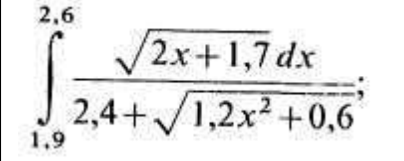 2,6
∫ √(2x+1,7) dx / (2,4+√(1,2x²+0,6));
1.9